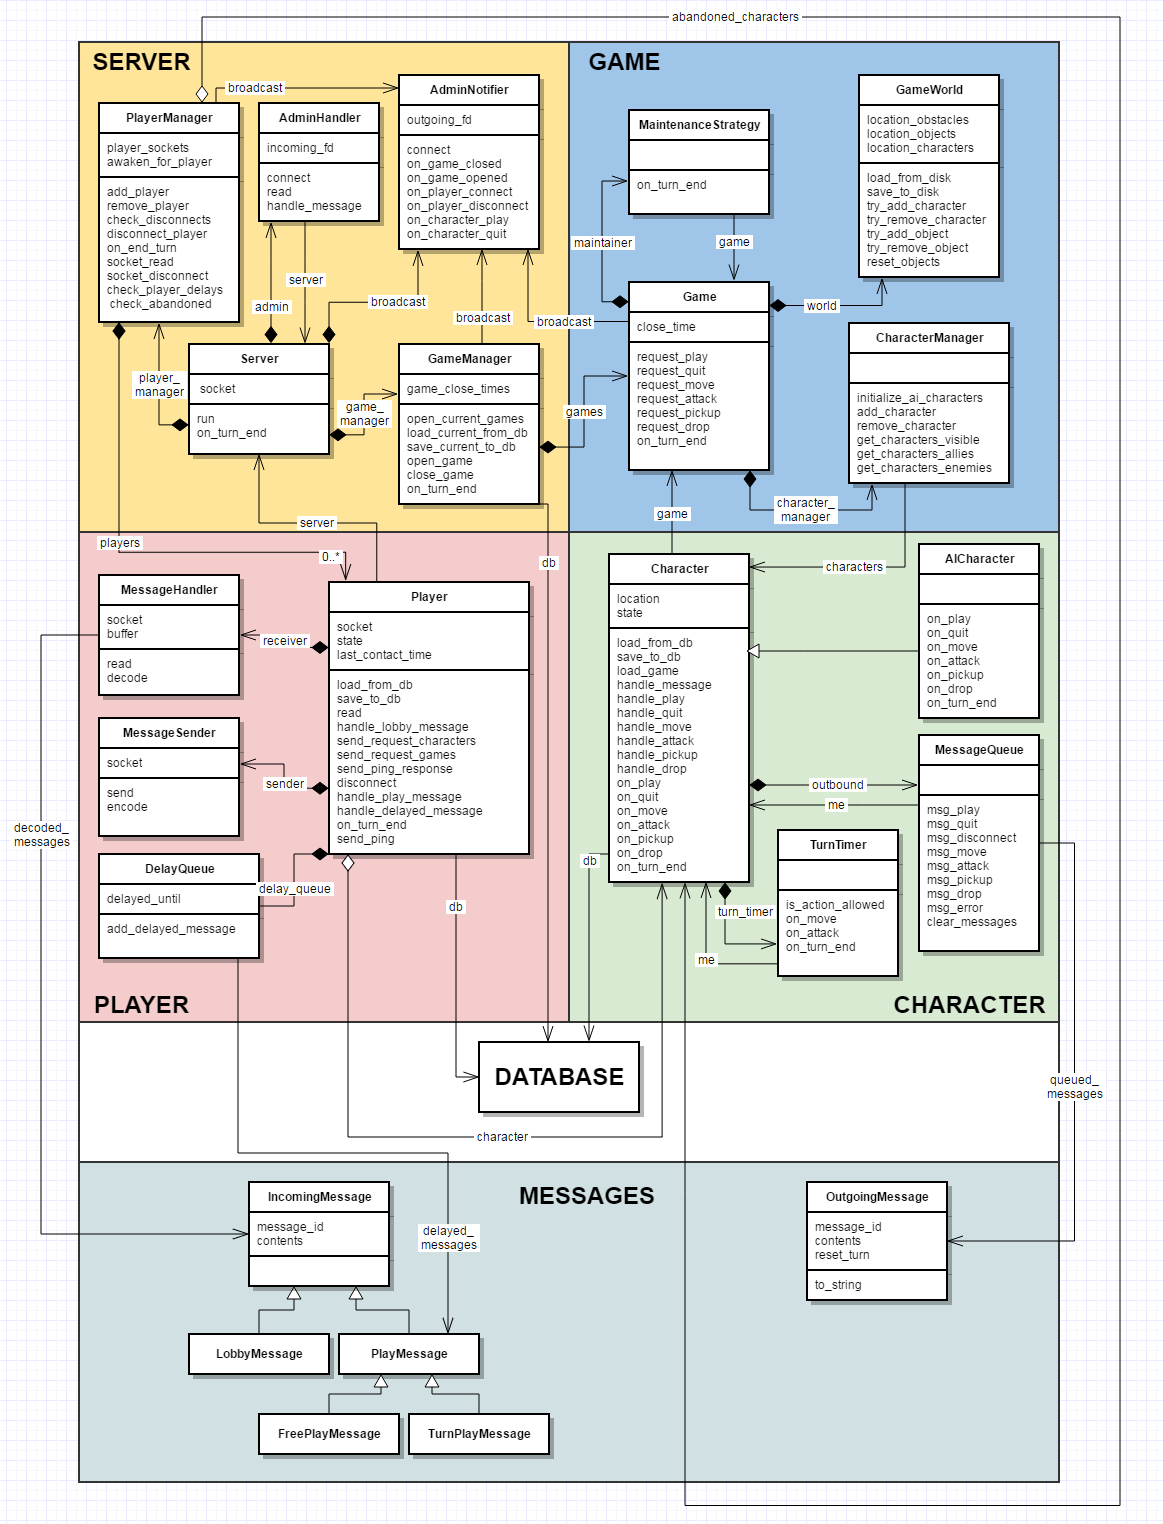 abandoned_characters
SERVER
broadcast
PlayerManager
player_sockets
awaken_for_player
add_player
remove_player
check_disconnects
disconnect_player
on_end_turn
socket_read
socket_disconnect
check_player_delays
check_abandoned
AdminHandler
incoming_fd
connect
read
handle_message
AdminNotifier
outgoing_fd
connect
on_game_closed
on_game_opened
on_player_connect
on_player_disconnect
on_character_play
on_character_quit
server
admin
broadcast
broadcast
broadcast
player_
manager
Server
socket
run
on_turn_end
game_
manager
GameManager
game_close_times
open_current_games
load_current_from_db
save_current_to_db
open_game
close_game
on_turn_end
games
server
db
GAME
MaintenanceStrategy
on_turn_end
maintainer
game
GameWorld
location_obstacles
location_objects
location_characters
load_from_disk
save_to_disk
try_add_character
try_remove_character
try_add_object
try_remove_object
reset_objects
Game
close_time
request_play
request_quit
request_move
request_attack
request_pickup
request_drop
on_turn_end
world
CharacterManager
initialize_ai_characters
add_character
remove_character
get_characters_visible
get_characters_allies
get_characters_enemies
game
character_
manager
players
0..*
MessageHandler
socket
buffer
read
decode
receiver
Player
socket
state
last_contact_time
load_from_db
save_to_db
read
handle_lobby_message
send_request_characters
send_request_games
send_ping_response
disconnect
handle_play_message
handle_delayed_message
on_turn_end
send_ping
MessageSender
socket
send
encode
sender
decoded_
messages
DelayQueue
delayed_until
add_delayed_message
delay_queue
db
PLAYER
Character
location
state
load_from_db
save_to_db
load_game
handle_message
handle_play
handle_quit
handle_move
handle_attack
handle_pickup
handle_drop
on_play
on_quit
on_move
on_attack
on_pickup
on_drop
on_turn_end
characters
AICharacter
on_play
on_quit
on_move
on_attack
on_pickup
on_drop
on_turn_end
outbound
me
MessageQueue
msg_play
msg_quit
msg_disconnect
msg_move
msg_attack
msg_pickup
msg_drop
msg_error
clear_messages
db
turn_timer
me
TurnTimer
is_action_allowed
on_move
on_attack
on_turn_end
CHARACTER
DATABASE
queued_
messages
character
MESSAGES
IncomingMessage
message_id
contents
delayed_
messages
OutgoingMessage
message_id
contents
reset_turn
to_string
LobbyMessage
PlayMessage
FreePlayMessage
TurnPlayMessage